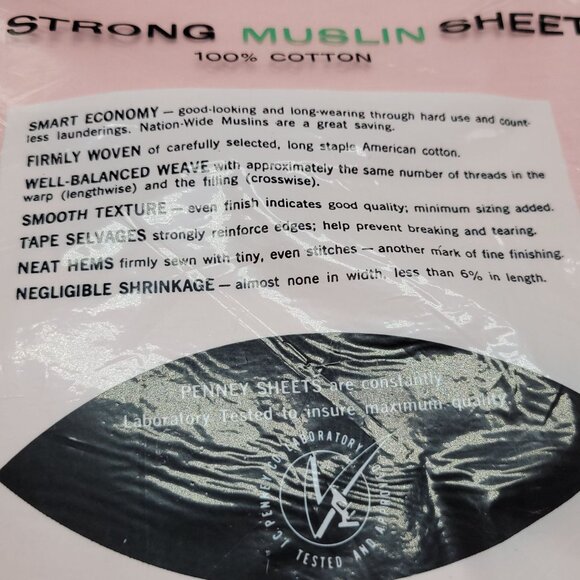 STRONG MUSLIN SHEET
100% COTTON
SMART ECONOMY — good-looking and long-wearing through hard use and count-
less launderings. Nation-Wide Muslins are a great saving.
FIRMLY WOVEN of carefully selected, long staple American cotton.
WELL-BALANCED WEAVE with approximately the same number of threads in the
warp (lengthwise) and the filling (crosswise).
SMOOTH TEXTURE — even finish indicates good quality; minimum sizing added.
TAPE SELVAGES strongly reinforce edges; help prevent breaking and tearing.
NEAT HEMS firmly sewn with tiny, even stitches — another mark of fine finishing.
NEGLIGIBLE SHRINKAGE — almost none in width, less than 6% in length.
PENNEY SHEETS are constantly
Laboratory Tested to insure maximum quality.
J.C. PENNEY CO. LABORATORY
TESTED AND APPROVED